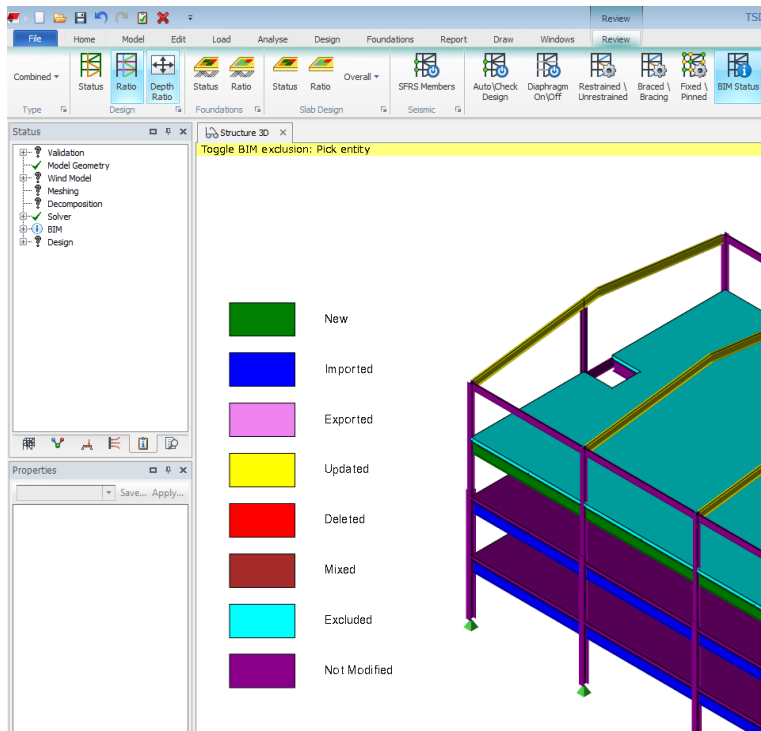 Review
TSD
File Home Model Edit Load Analyse Design Foundations Report Draw Windows Review
Combined
Status Ratio Depth Ratio Status Ratio Status Ratio Overall SFRS Members Auto\Check Design Diaphragm On\Off Restrained \ Unrestrained Braced \ Bracing Fixed \ Pinned BIM Status
Type Design Foundations Slab Design Seismic
Status
Structure 3D
Toggle BIM exclusion: Pick entity
Validation
Model Geometry
Wind Model
Meshing
Decomposition
Solver
BIM
Design
Properties
Save... Apply...
New
Imported
Exported
Updated
Deleted
Mixed
Excluded
Not Modified